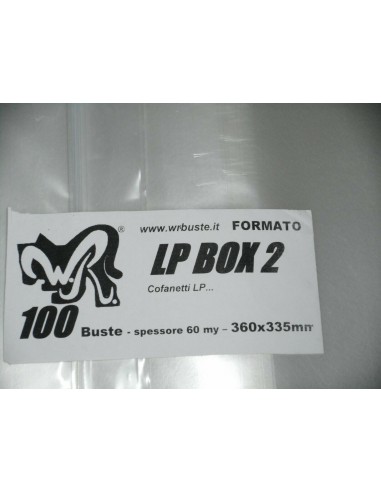 www.wrbuste.it FORMATO
WR®
LP BOX 2
Cofanetti LP...
100 Buste - spessore 60 my – 360x335mm